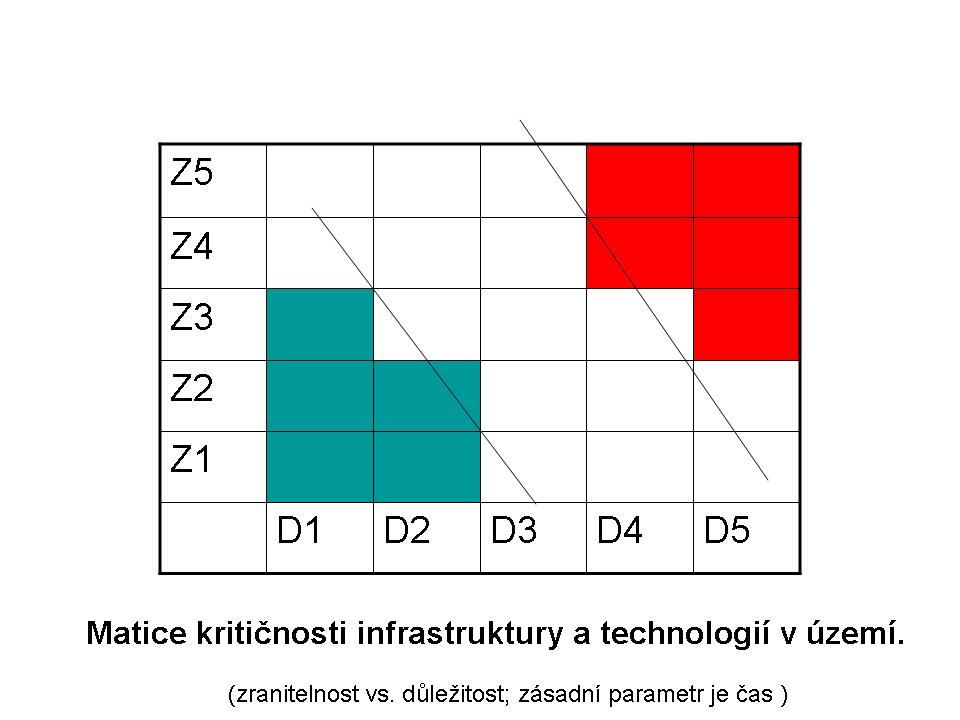 Z5
Z4
Z3
Z2
Z1
D1 D2 D3 D4 D5
Matice kritičnosti infrastruktury a technologií v území.
(zranitelnost vs. důležitost; zásadní parametr je čas )